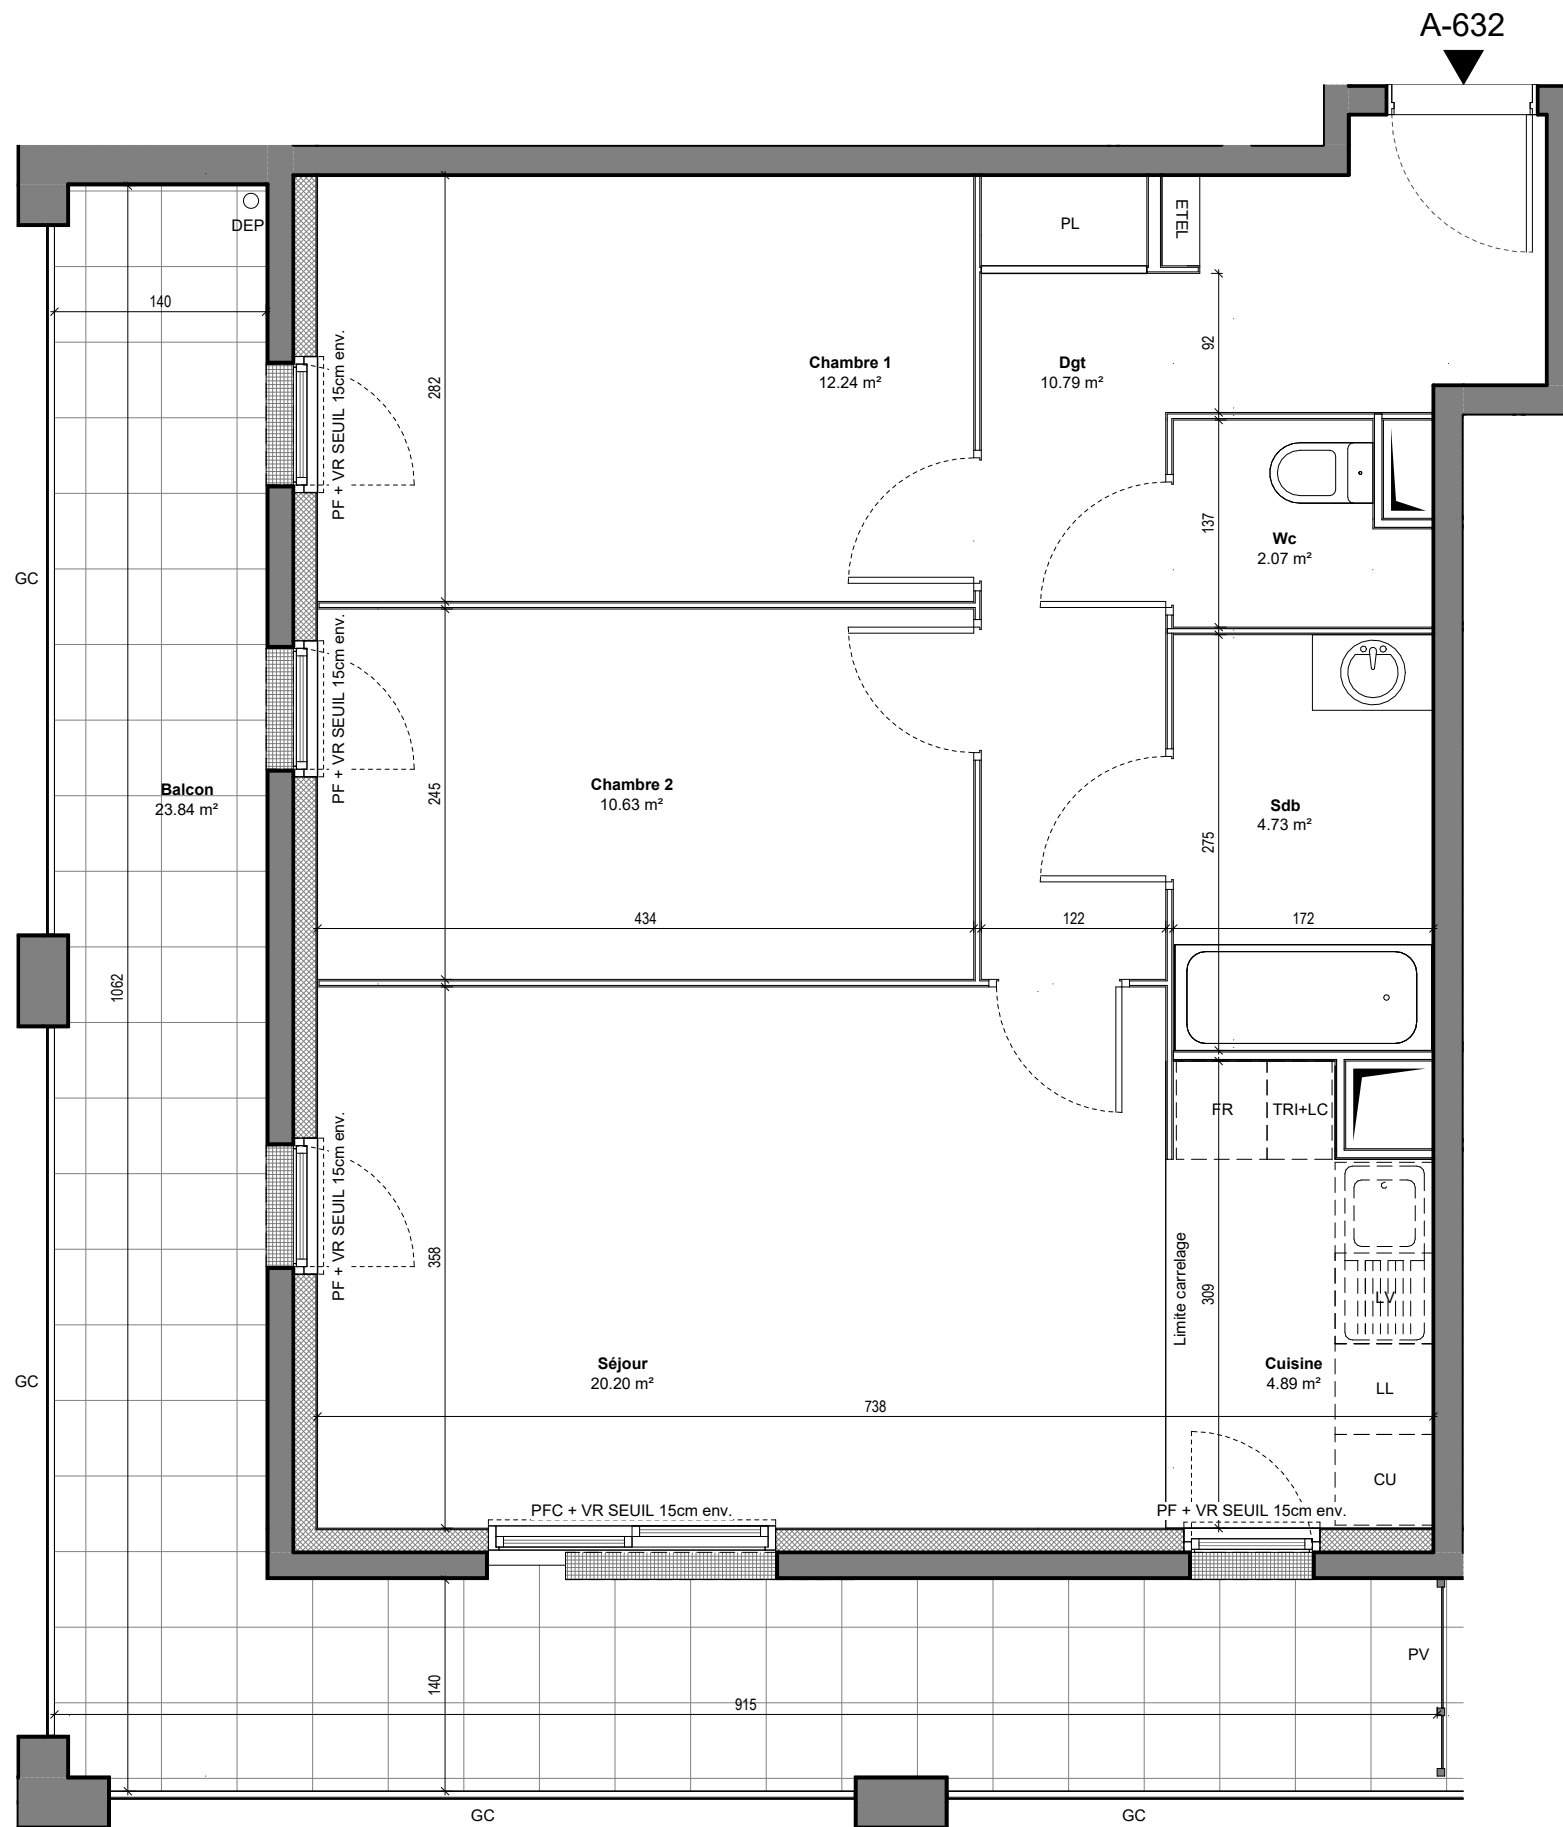 A-632
DEP
PL
ETEL
140
92
PF + VR SEUIL 15cm env.
282
Chambre 1
12.24 m²
Dgt
10.79 m²
137
Wc
2.07 m²
GC
PF + VR SEUIL 15cm env.
245
Balcon
23.84 m²
Chambre 2
10.63 m²
Sdb
4.73 m²
275
434
122
172
1062
FR
TRI+LC
PF + VR SEUIL 15cm env.
358
Limite carrelage
309
LV
GC
Séjour
20.20 m²
Cuisine
4.89 m²
LL
738
CU
PFC + VR SEUIL 15cm env.
PF + VR SEUIL 15cm env.
PV
140
915
GC
GC